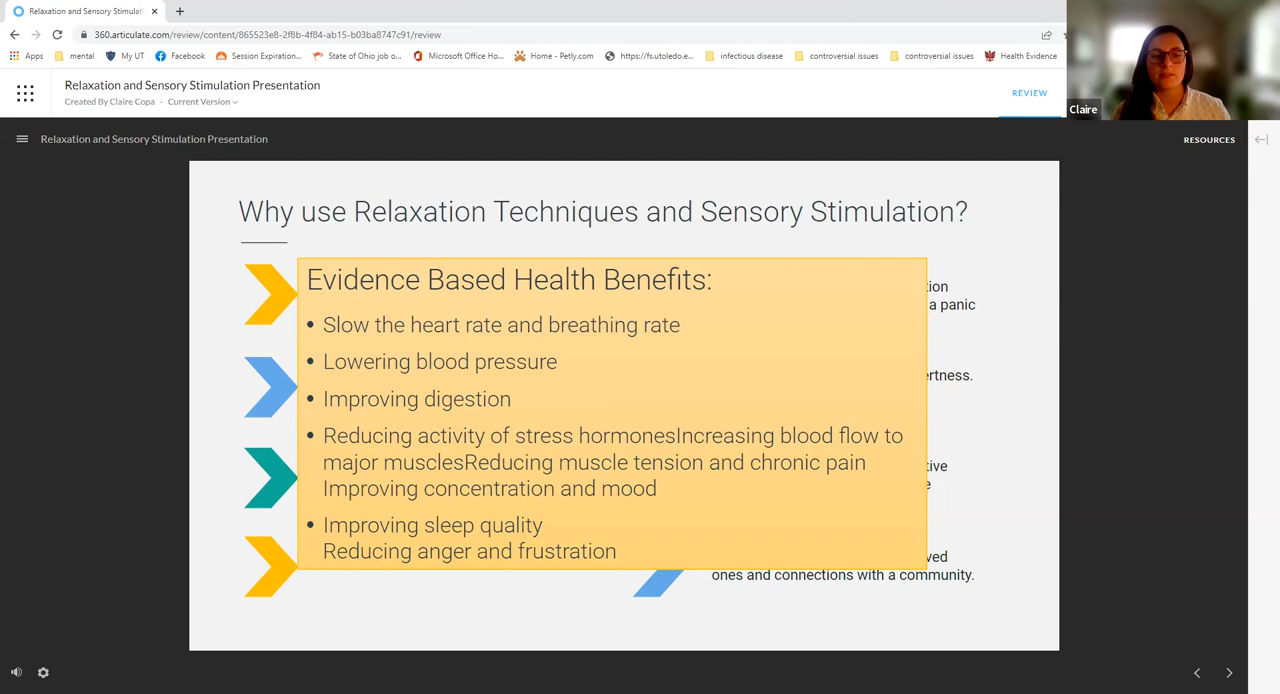 Relaxation and Sensory Stimulat
360.articulate.com/review/content/865523e8-2f8b-4f84-ab15-b03ba8747c91/review
Apps mental My UT Facebook Session Expiration... State of Ohio job o... Microsoft Office Ho... Home - Petly.com https://fs.utoledo.e... infectious disease controversial issues controversial issues Health Evidence
Relaxation and Sensory Stimulation Presentation
Created By Claire Copa · Current Version
REVIEW
Claire
Relaxation and Sensory Stimulation Presentation
RESOURCES
Why use Relaxation Techniques and Sensory Stimulation?
Evidence Based Health Benefits:
• Slow the heart rate and breathing rate
• Lowering blood pressure
• Improving digestion
• Reducing activity of stress hormonesIncreasing blood flow to
major musclesReducing muscle tension and chronic pain
Improving concentration and mood
• Improving sleep quality
Reducing anger and frustration
a panic
ones and connections with a community.